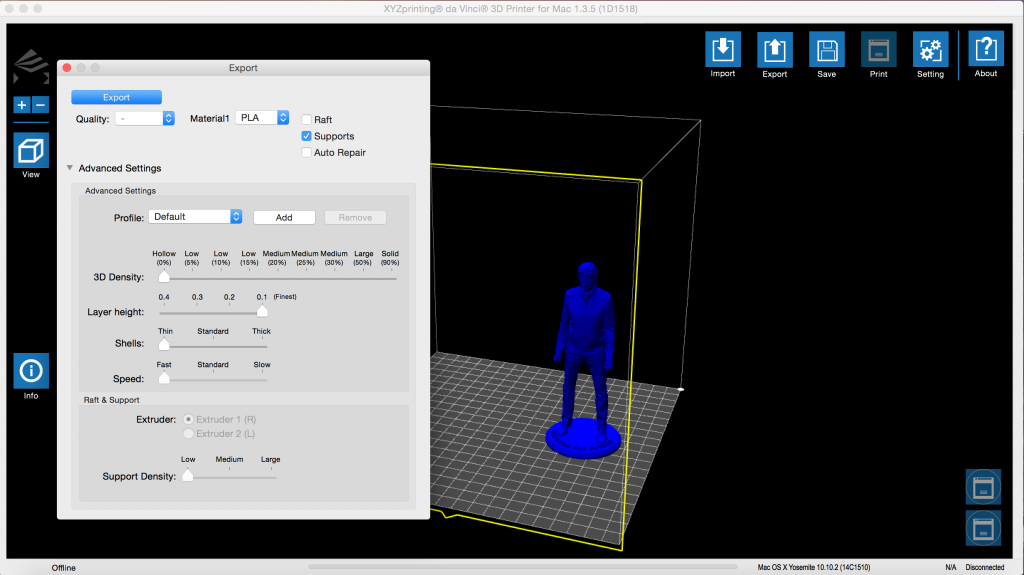 XYZprinting® da Vinci® 3D Printer for Mac 1.3.5 (1D1518)
Import
Export
Save
Print
Setting
About
View
Info
Export
Export
Quality: -
Material1 PLA
Raft
Supports
Auto Repair
Advanced Settings
Advanced Settings
Profile: Default Add Remove
Hollow Low Low Low Medium Medium Medium Large Solid
(0%) (5%) (10%) (15%) (20%) (25%) (30%) (50%) (90%)
3D Density:
0.4 0.3 0.2 0.1 (Finest)
Layer height:
Thin Standard Thick
Shells:
Fast Standard Slow
Speed:
Raft & Support
Extruder: Extruder 1 (R)
Extruder 2 (L)
Low Medium Large
Support Density:
Offline
Mac OS X Yosemite 10.10.2 (14C1510)
N/A
Disconnected